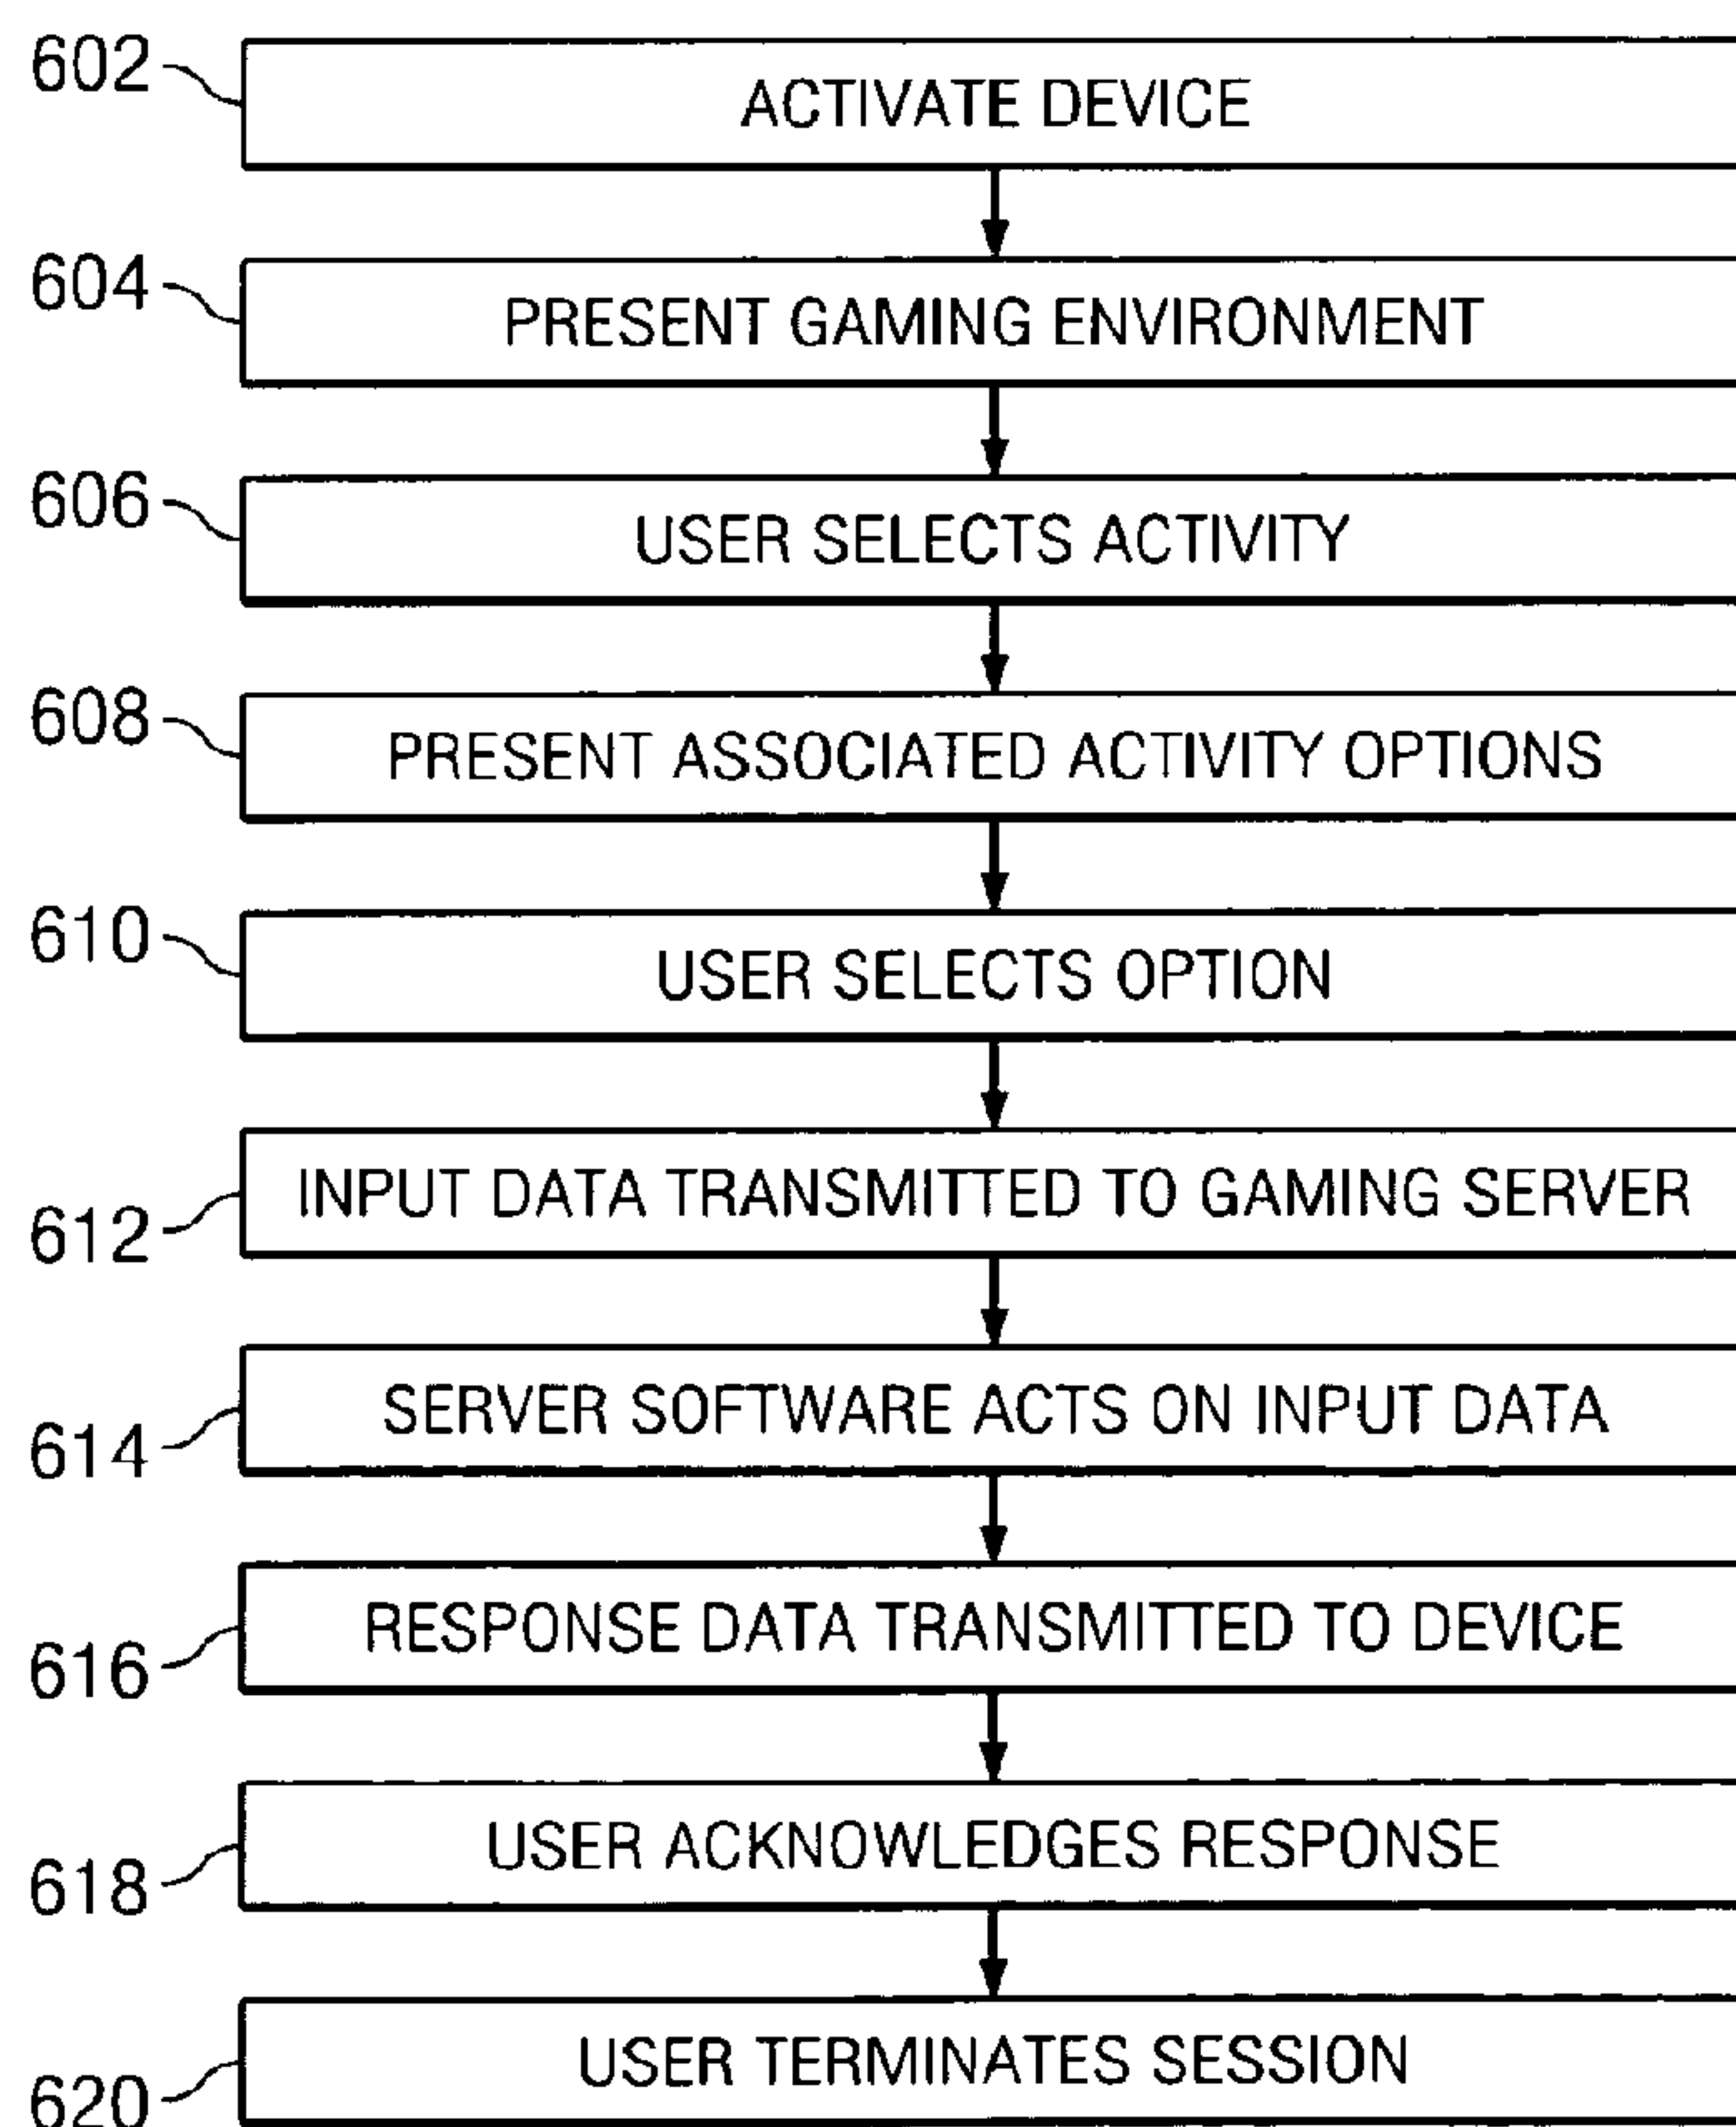 602 ACTIVATE DEVICE
604 PRESENT GAMING ENVIRONMENT
606 USER SELECTS ACTIVITY
608 PRESENT ASSOCIATED ACTIVITY OPTIONS
610 USER SELECTS OPTION
612 INPUT DATA TRANSMITTED TO GAMING SERVER
614 SERVER SOFTWARE ACTS ON INPUT DATA
616 RESPONSE DATA TRANSMITTED TO DEVICE
618 USER ACKNOWLEDGES RESPONSE
620 USER TERMINATES SESSION